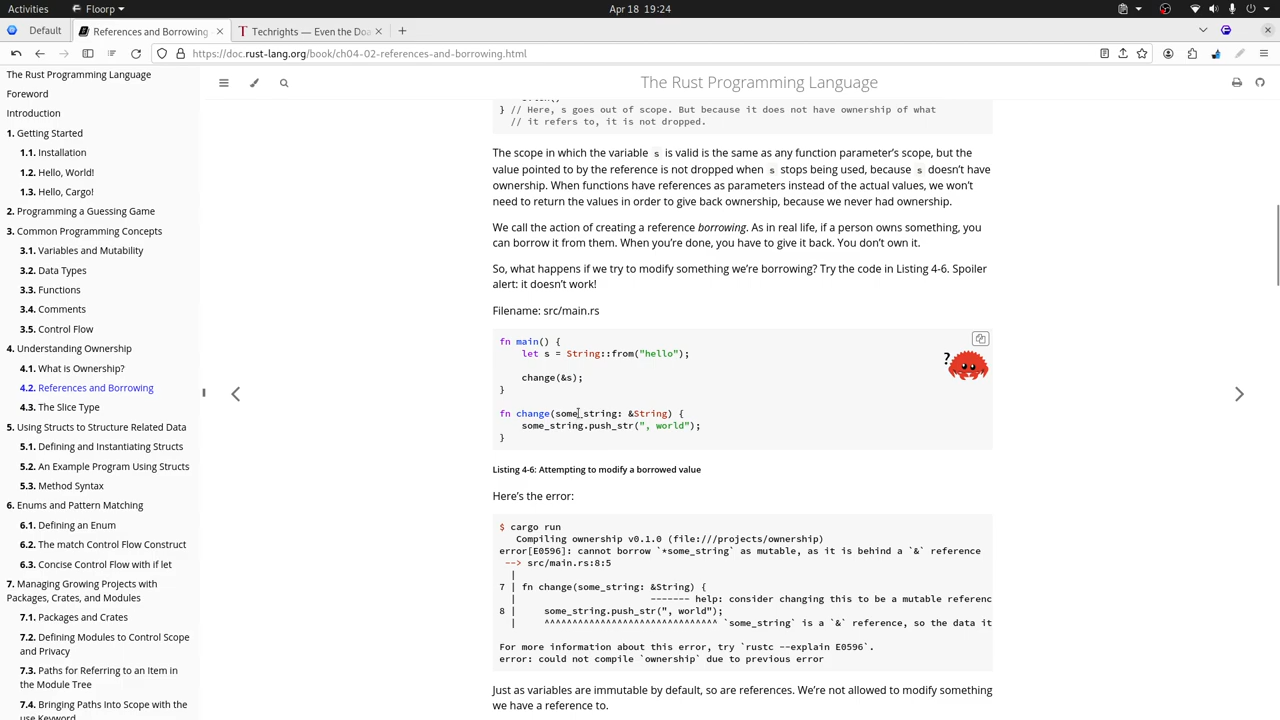 Activities
Floorp
Apr 18 19:24
Default
References and Borrowing
Techrights — Even the Doa
https://doc.rust-lang.org/book/ch04-02-references-and-borrowing.html
The Rust Programming Language
Foreword
Introduction
1. Getting Started
1.1. Installation
1.2. Hello, World!
1.3. Hello, Cargo!
2. Programming a Guessing Game
3. Common Programming Concepts
3.1. Variables and Mutability
3.2. Data Types
3.3. Functions
3.4. Comments
3.5. Control Flow
4. Understanding Ownership
4.1. What is Ownership?
4.2. References and Borrowing
4.3. The Slice Type
5. Using Structs to Structure Related Data
5.1. Defining and Instantiating Structs
5.2. An Example Program Using Structs
5.3. Method Syntax
6. Enums and Pattern Matching
6.1. Defining an Enum
6.2. The match Control Flow Construct
6.3. Concise Control Flow with if let
7. Managing Growing Projects with
Packages, Crates, and Modules
7.1. Packages and Crates
7.2. Defining Modules to Control Scope
and Privacy
7.3. Paths for Referring to an Item in
the Module Tree
7.4. Bringing Paths Into Scope with the
use Keyword
The Rust Programming Language
} // Here, s goes out of scope. But because it does not have ownership of what
// it refers to, it is not dropped.
The scope in which the variable s is valid is the same as any function parameter’s scope, but the
value pointed to by the reference is not dropped when s stops being used, because s doesn’t have
ownership. When functions have references as parameters instead of the actual values, we won’t
need to return the values in order to give back ownership, because we never had ownership.
We call the action of creating a reference borrowing. As in real life, if a person owns something, you
can borrow it from them. When you’re done, you have to give it back. You don’t own it.
So, what happens if we try to modify something we’re borrowing? Try the code in Listing 4-6. Spoiler
alert: it doesn’t work!
Filename: src/main.rs
fn main() {
let s = String::from("hello");
change(&s);
}
fn change(some_string: &String) {
some_string.push_str(", world");
}
?
Listing 4-6: Attempting to modify a borrowed value
Here’s the error:
$ cargo run
Compiling ownership v0.1.0 (file:///projects/ownership)
error[E0596]: cannot borrow `*some_string` as mutable, as it is behind a `&` reference
--> src/main.rs:8:5
|
7 | fn change(some_string: &String) {
| ------- help: consider changing this to be a mutable referenc
8 | some_string.push_str(", world");
| ^^^^^^^^^^^^^^^^^^^^^^^^^^^^^^^ `some_string` is a `&` reference, so the data it
For more information about this error, try `rustc --explain E0596`.
error: could not compile `ownership` due to previous error
Just as variables are immutable by default, so are references. We’re not allowed to modify something
we have a reference to.